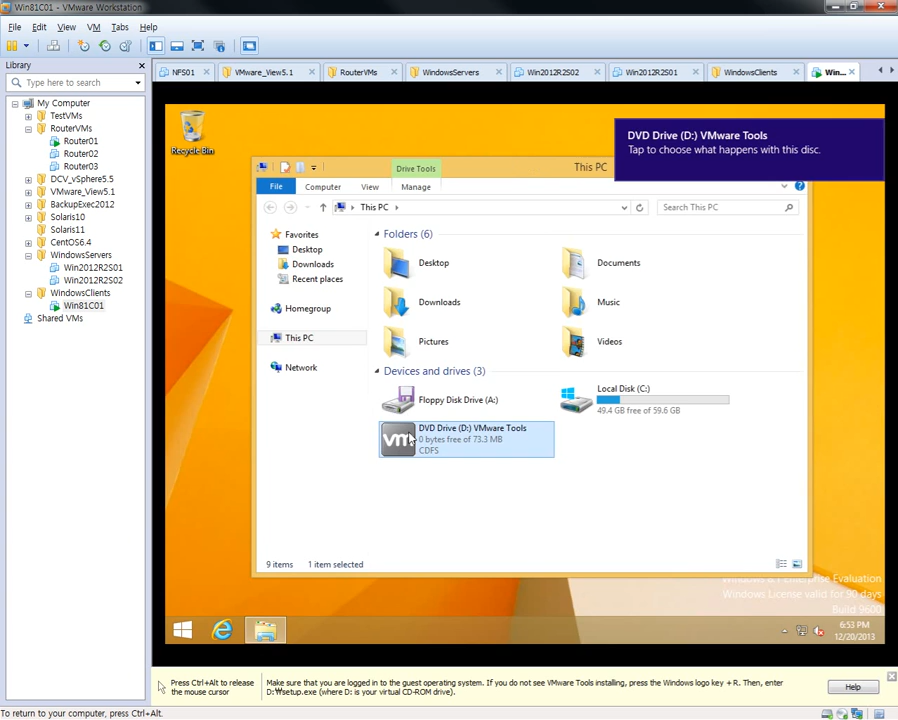 Win81C01 - VMware Workstation
File Edit View VM Tabs Help
Library
Type here to search
My Computer
TestVMs
RouterVMs
Router01
Router02
Router03
DCV_vSphere5.5
VMware_View5.1
BackupExec2012
Solaris10
Solaris11
CentOS6.4
WindowsServers
Win2012R2S01
Win2012R2S02
WindowsClients
Win81C01
Shared VMs
NFS01 VMware_View5.1 RouterVMs WindowsServers Win2012R2S02 Win2012R2S01 WindowsClients Win...
Recycle Bin
DVD Drive (D:) VMware Tools
Tap to choose what happens with this disc.
Drive Tools This PC
File Computer View Manage
This PC Search This PC
Favorites
Desktop
Downloads
Recent places
Homegroup
This PC
Network
Folders (6)
Desktop Documents
Downloads Music
Pictures Videos
Devices and drives (3)
Floppy Disk Drive (A:)
Local Disk (C:)
49.4 GB free of 59.6 GB
vm
DVD Drive (D:) VMware Tools
0 bytes free of 73.3 MB
CDFS
9 items 1 item selected
Windows 8.1 Enterprise Evaluation
Windows License valid for 90 days
Build 9600
6:53 PM
12/20/2013
Press Ctrl+Alt to release
the mouse cursor
Make sure that you are logged in to the guest operating system. If you do not see VMware Tools installing, press the Windows logo key + R. Then, enter
D:₩setup.exe (where D: is your virtual CD-ROM drive).
Help
To return to your computer, press Ctrl+Alt.